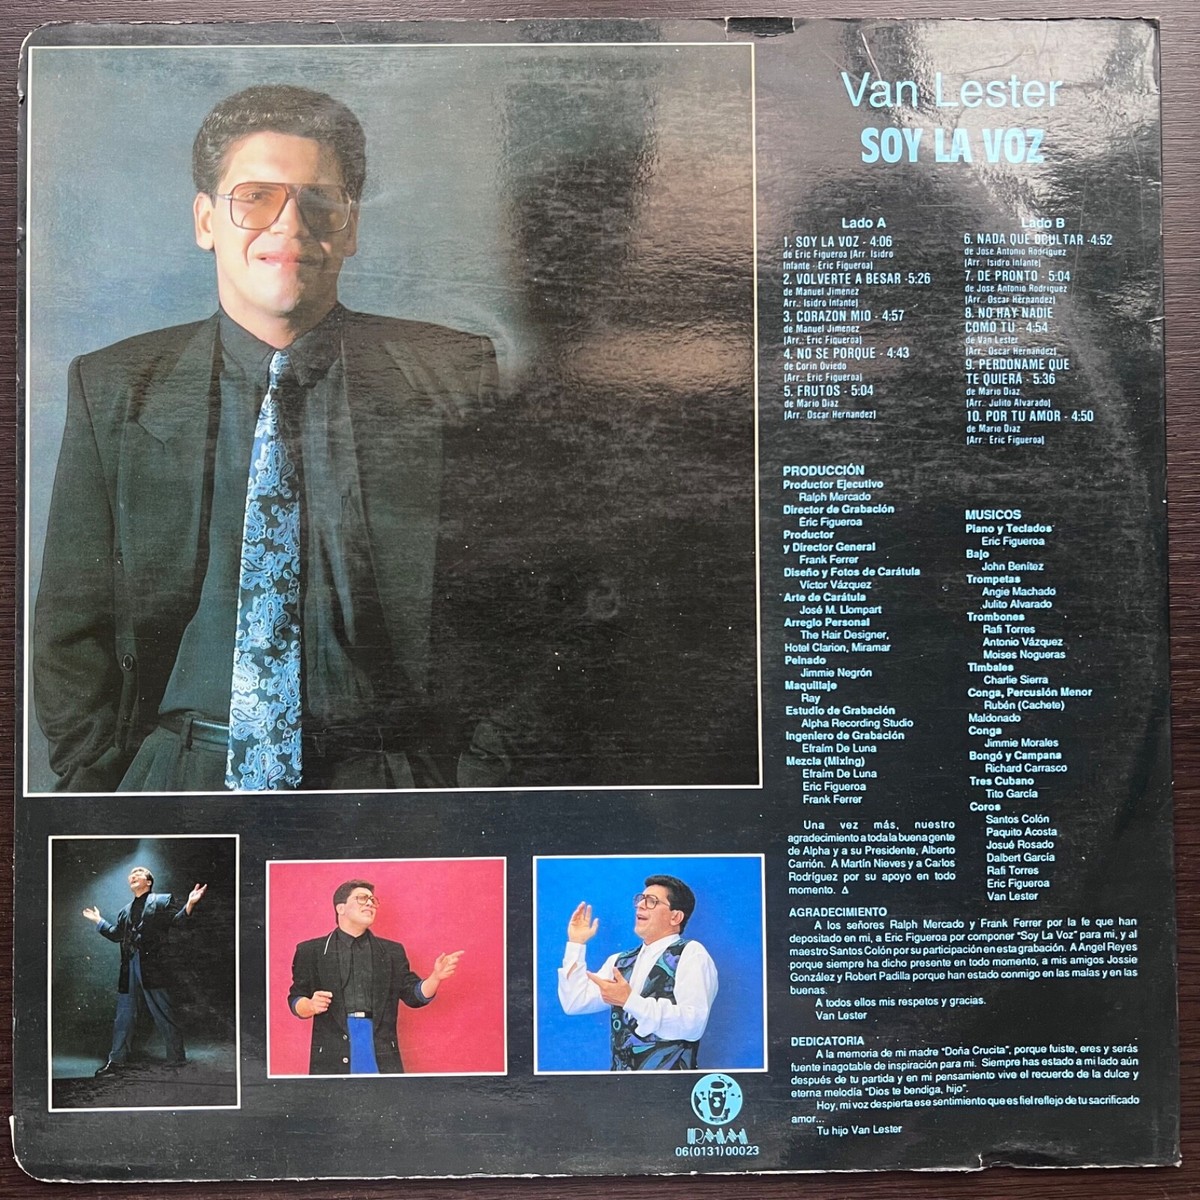 Van Lester
SOY LA VOZ
Lado A
1. SOY LA VOZ - 4:06
de Eric Figueroa (Arr. Isidro
Infante - Eric Figueroa)
2. VOLVERTE A BESAR -5:26
de Manuel Jimenez
Arr.: Isidro Infante)
3. CORAZON MIO - 4:57
de Manuel Jimenez
(Arr.: Eric Figueroa)
4. NO SE PORQUE - 4:43
de Corin Oviedo
(Arr.: Eric Figueroa)
5. FRUTOS - 5:04
de Mario Diaz
(Arr.: Oscar Hernandez)
Lado B
6. NADA QUE OCULTAR -4:52
de Jose Antonio Rodriguez
(Arr.: Isidro Infante)
7. DE PRONTO - 5:04
de Jose Antonio Rodriguez
(Arr.: Oscar Hernandez)
8. NO HAY NADIE
COMO TU - 4:54
de Van Lester
(Arr.: Oscar Hernandez)
9. PERDONAME QUE
TE QUIERA - 5:36
de Mario Diaz
(Arr.: Julito Alvarado)
10. POR TU AMOR - 4:50
de Mario Diaz
(Arr.: Eric Figueroa)
PRODUCCIÓN
Productor Ejecutivo
Ralph Mercado
Director de Grabación
Eric Figueroa
Productor
y Director General
Frank Ferrer
Diseño y Fotos de Carátula
Víctor Vázquez
Arte de Carátula
José M. Llompart
Arreglo Personal
The Hair Designer,
Hotel Clarion, Miramar
Peinado
Jimmie Negrón
Maquillaje
Ray
Estudio de Grabación
Alpha Recording Studio
Ingeniero de Grabación
Efraím De Luna
Mezcla (Mixing)
Efraím De Luna
Eric Figueroa
Frank Ferrer
Una vez más, nuestro
agradecimiento a toda la buena gente
de Alpha y a su Presidente, Alberto
Carrión. A Martín Nieves y a Carlos
Rodríguez por su apoyo en todo
momento. Δ
MUSICOS
Piano y Teclados
Eric Figueroa
Bajo
John Benítez
Trompetas
Angie Machado
Julito Alvarado
Trombones
Rafi Torres
Antonio Vázquez
Moises Nogueras
Timbales
Charlie Sierra
Conga, Percusión Menor
Rubén (Cachete)
Maldonado
Conga
Jimmie Morales
Bongó y Campana
Richard Carrasco
Tres Cubano
Tito García
Coros
Santos Colón
Paquito Acosta
Josué Rosado
Dalbert García
Rafi Torres
Eric Figueroa
Van Lester
AGRADECIMIENTO
A los señores Ralph Mercado y Frank Ferrer por la fe que han
depositado en mi, a Eric Figueroa por componer "Soy La Voz" para mi, y al
maestro Santos Colón por su participación en esta grabación. A Angel Reyes
porque siempre ha dicho presente en todo momento, a mis amigos Jossie
González y Robert Padilla porque han estado conmigo en las malas y en las
buenas.
A todos ellos mis respetos y gracias.
Van Lester
DEDICATORIA
A la memoria de mi madre "Doña Crucita", porque fuiste, eres y serás
fuente inagotable de inspiración para mi. Siempre has estado a mi lado aún
después de tu partida y en mi pensamiento vive el recuerdo de la dulce y
eterna melodía "Dios te bendiga, hijo".
Hoy, mi voz despierta ese sentimiento que es fiel reflejo de tu sacrificado
amor...
Tu hijo Van Lester
RMM
06(0131)00023